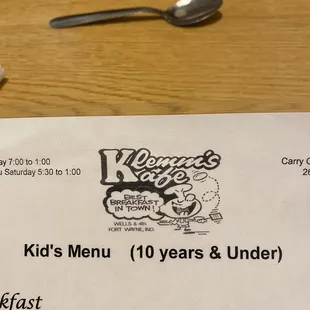 Klemm's
Kafe
BEST
BREAKFAST
IN TOWN!
WELLS & 4th
FORT WAYNE, IND.
ay 7:00 to 1:00
u Saturday 5:30 to 1:00
Carry O
26
Kid's Menu (10 years & Under)
kfast